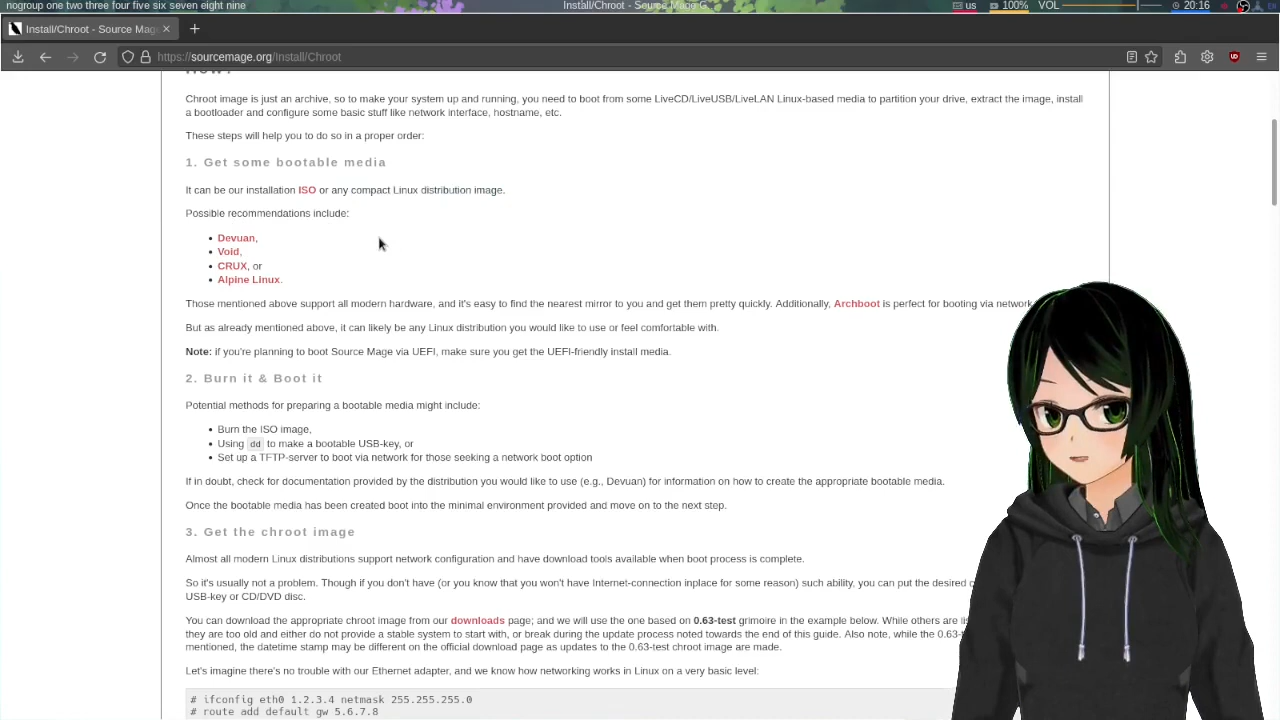 nogroup one two three four five six seven eight nine
Install/Chroot - Source Mage G...
us
100%
VOL
20:16
Install/Chroot - Source Mag
https://sourcemage.org/Install/Chroot
Chroot image is just an archive, so to make your system up and running, you need to boot from some LiveCD/LiveUSB/LiveLAN Linux-based media to partition your drive, extract the image, install
a bootloader and configure some basic stuff like network interface, hostname, etc.
These steps will help you to do so in a proper order:
1. Get some bootable media
It can be our installation ISO or any compact Linux distribution image.
Possible recommendations include:
• Devuan,
• Void,
• CRUX, or
• Alpine Linux.
Those mentioned above support all modern hardware, and it's easy to find the nearest mirror to you and get them pretty quickly. Additionally, Archboot is perfect for booting via network
But as already mentioned above, it can likely be any Linux distribution you would like to use or feel comfortable with.
Note: if you're planning to boot Source Mage via UEFI, make sure you get the UEFI-friendly install media.
2. Burn it & Boot it
Potential methods for preparing a bootable media might include:
• Burn the ISO image,
• Using dd to make a bootable USB-key, or
• Set up a TFTP-server to boot via network for those seeking a network boot option
If in doubt, check for documentation provided by the distribution you would like to use (e.g., Devuan) for information on how to create the appropriate bootable media.
Once the bootable media has been created boot into the minimal environment provided and move on to the next step.
3. Get the chroot image
Almost all modern Linux distributions support network configuration and have download tools available when boot process is complete.
So it's usually not a problem. Though if you don't have (or you know that you won't have Internet-connection inplace for some reason) such ability, you can put the desired
USB-key or CD/DVD disc.
You can download the appropriate chroot image from our downloads page; and we will use the one based on 0.63-test grimoire in the example below. While others are
they are too old and either do not provide a stable system to start with, or break during the update process noted towards the end of this guide. Also note, while the
mentioned, the datetime stamp may be different on the official download page as updates to the 0.63-test chroot image are made.
Let's imagine there's no trouble with our Ethernet adapter, and we know how networking works in Linux on a very basic level:
# ifconfig eth0 1.2.3.4 netmask 255.255.255.0
# route add default gw 5.6.7.8